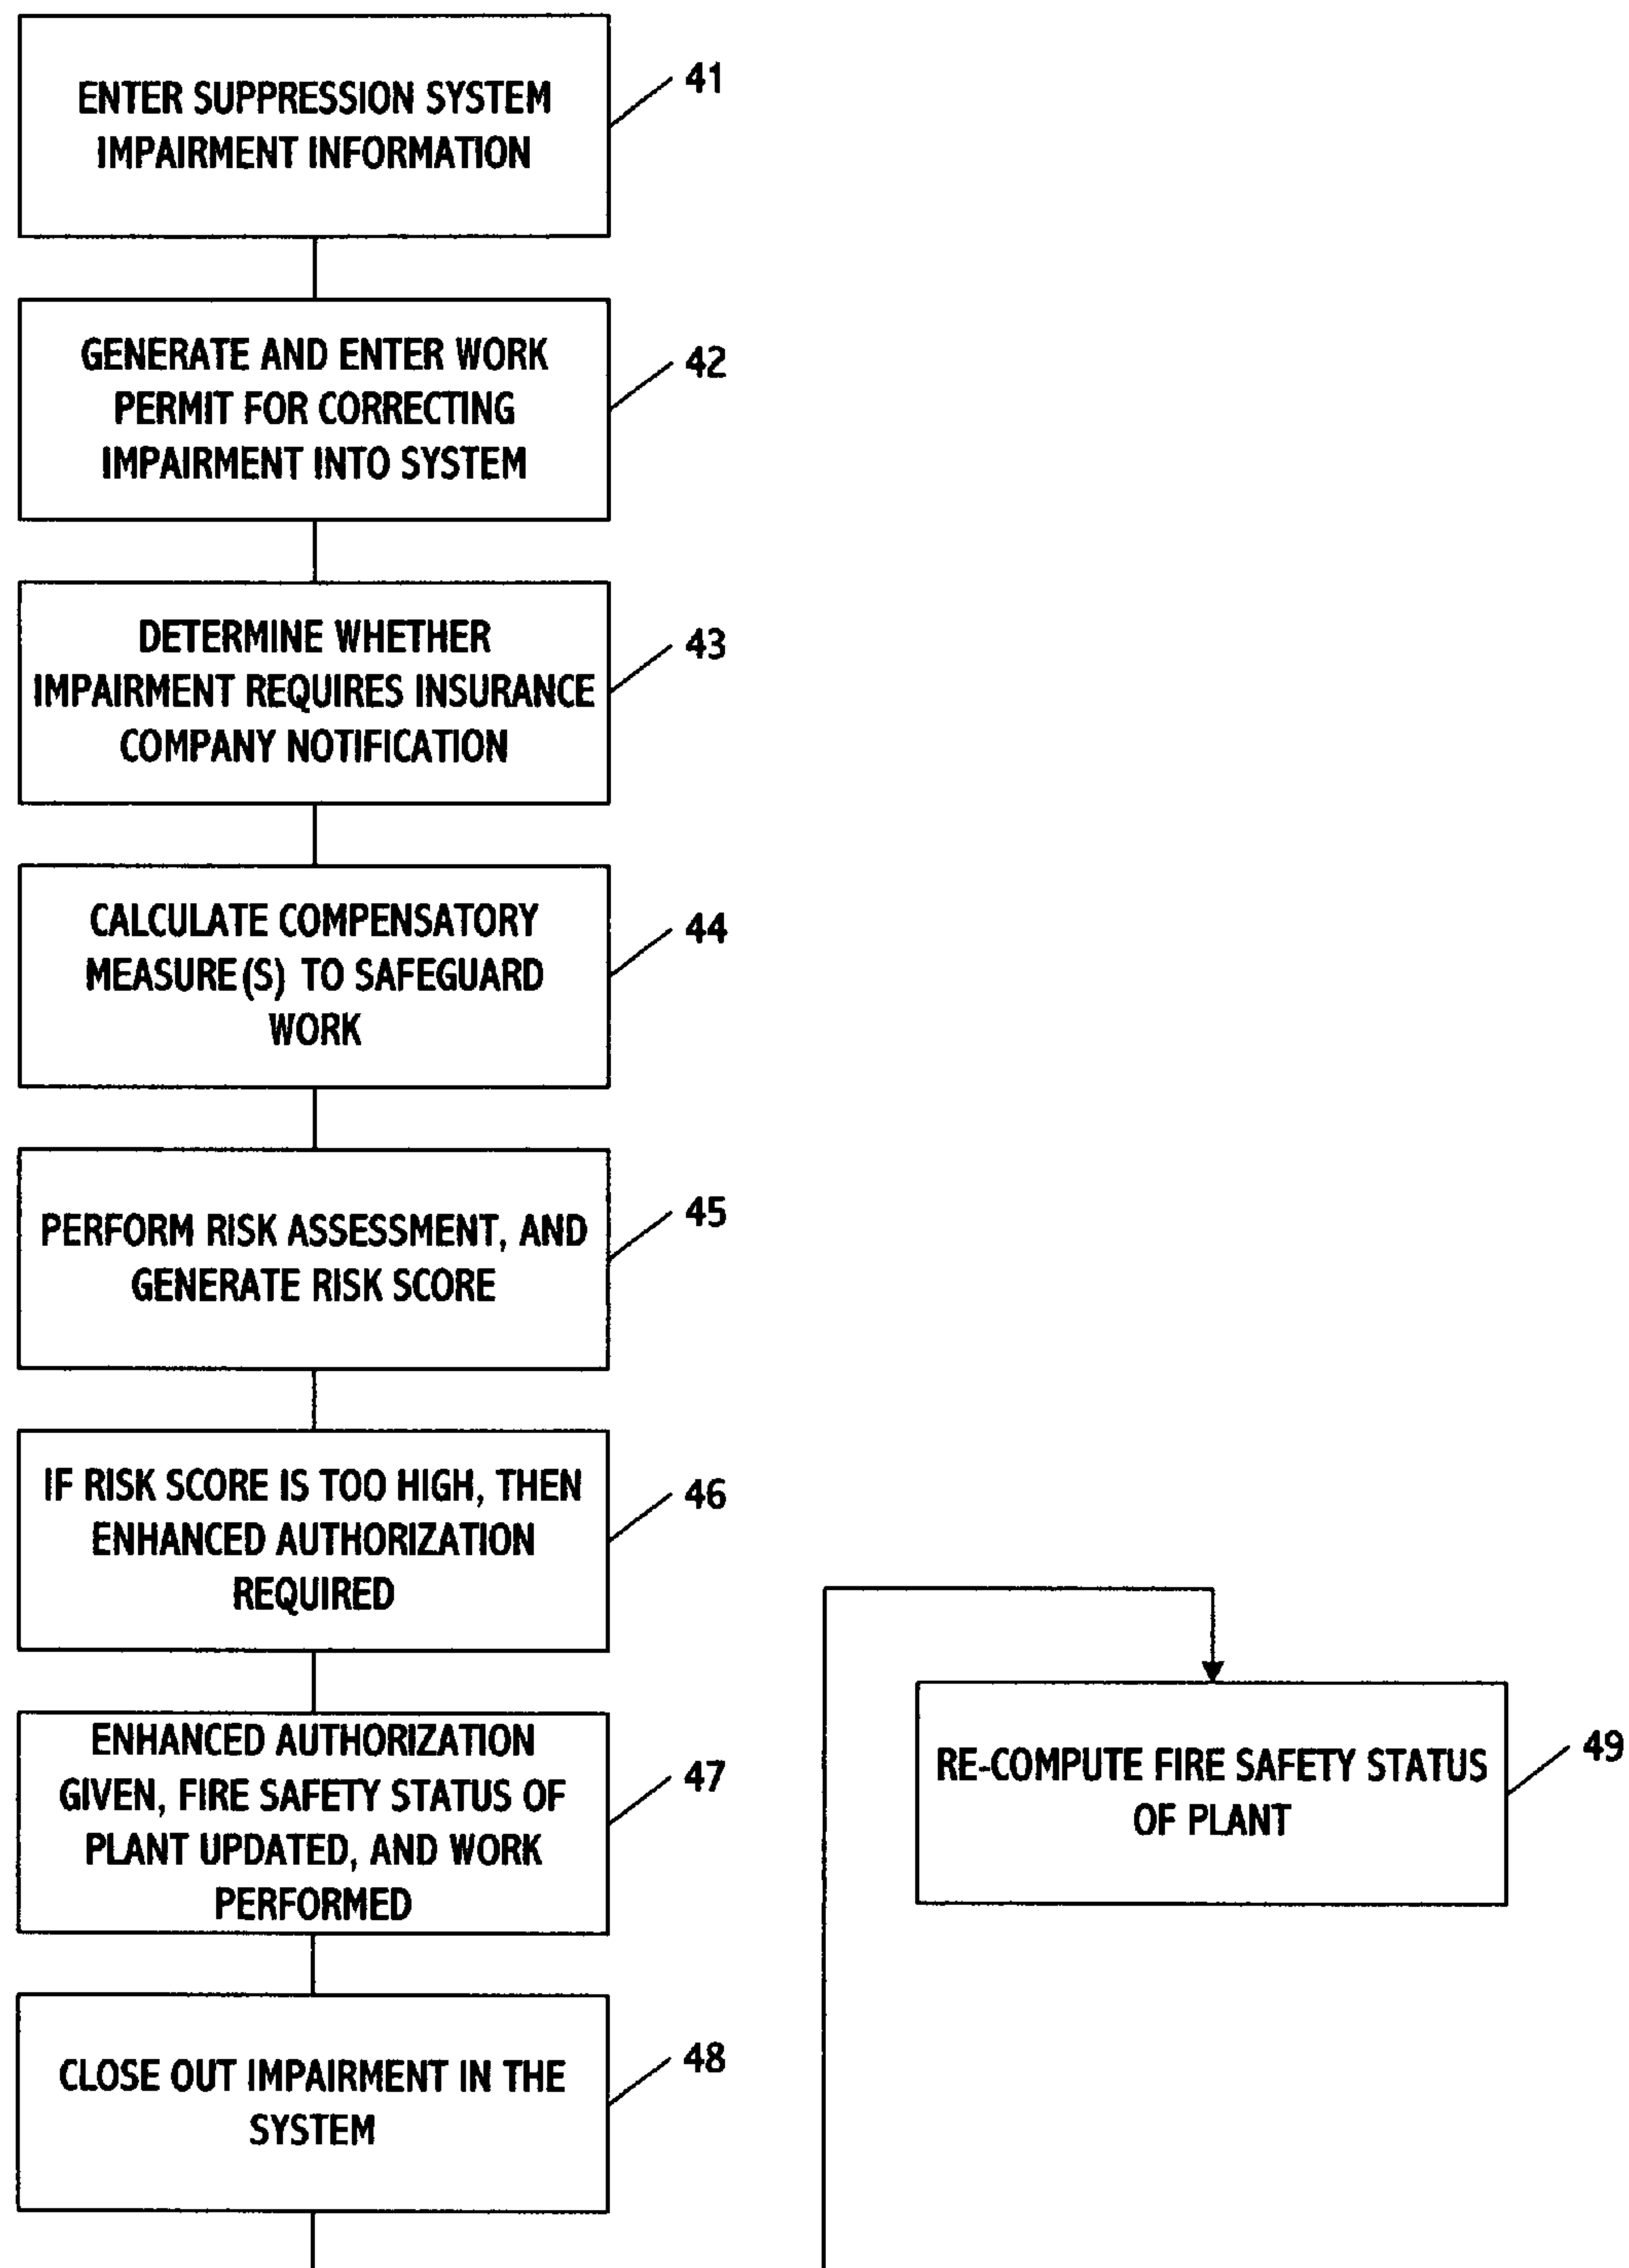 ENTER SUPPRESSION SYSTEM
IMPAIRMENT INFORMATION
41
GENERATE AND ENTER WORK
PERMIT FOR CORRECTING
IMPAIRMENT INTO SYSTEM
42
DETERMINE WHETHER
IMPAIRMENT REQUIRES INSURANCE
COMPANY NOTIFICATION
43
CALCULATE COMPENSATORY
MEASURE(S) TO SAFEGUARD
WORK
44
PERFORM RISK ASSESSMENT, AND
GENERATE RISK SCORE
45
IF RISK SCORE IS TOO HIGH, THEN
ENHANCED AUTHORIZATION
REQUIRED
46
ENHANCED AUTHORIZATION
GIVEN, FIRE SAFETY STATUS OF
PLANT UPDATED, AND WORK
PERFORMED
47
CLOSE OUT IMPAIRMENT IN THE
SYSTEM
48
RE-COMPUTE FIRE SAFETY STATUS
OF PLANT
49